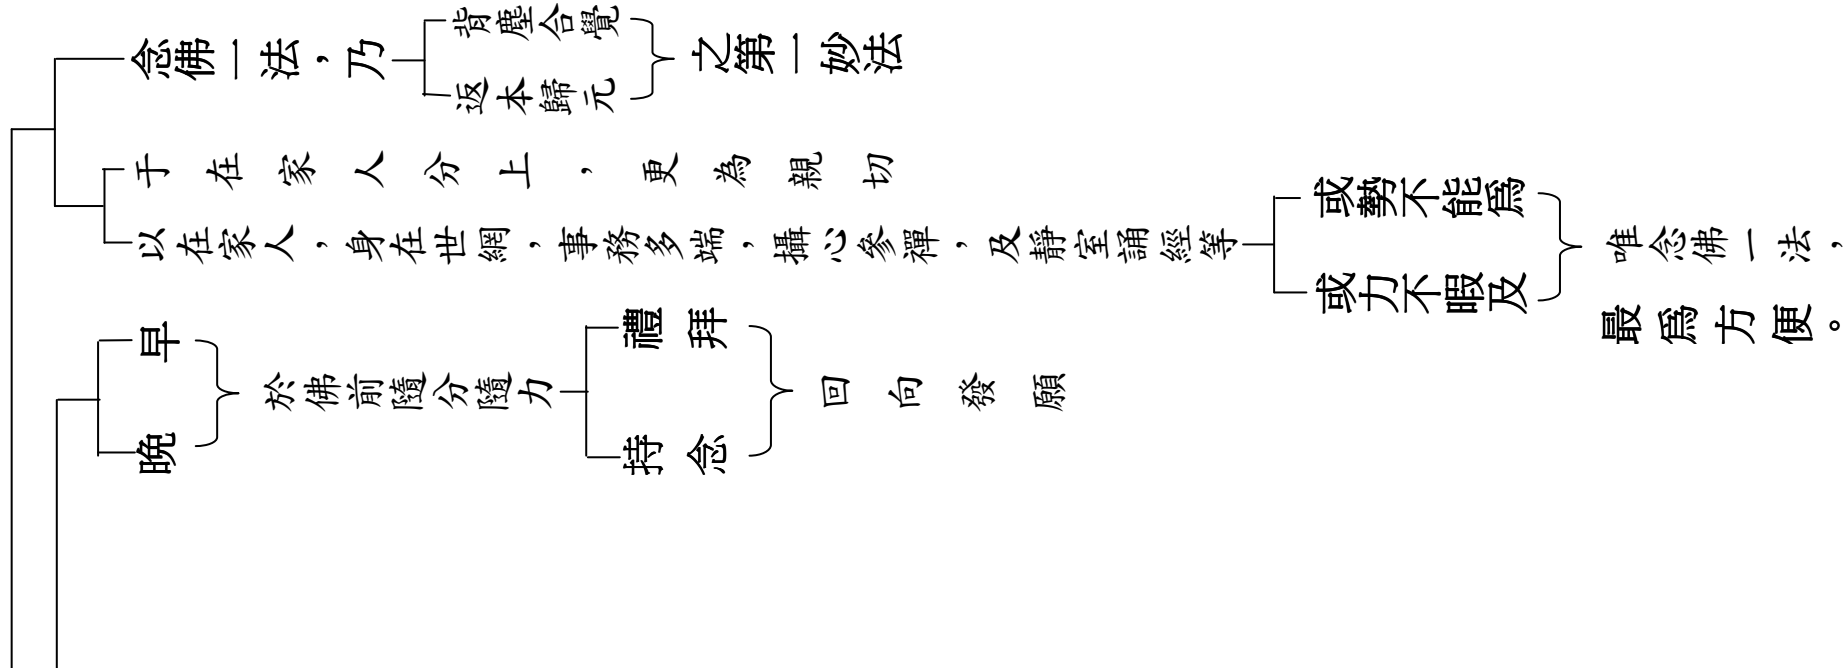 念佛一法，乃
背塵合覺
返本歸元
之第一妙法
于在家人分上，更為親切
以在家人，身在世網，事務多端，攝心參禪，及靜室誦經等
或勢不能爲
或力不暇及
唯念佛一法，
最爲方便。
早
晚
於佛前隨分隨力
禮拜
持念
回向發願